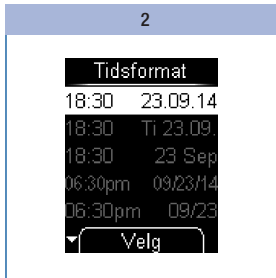 2
Tidsformat
18:30 23.09.14
18:30 Ti 23.09.
18:30 23 Sep
06:30pm 09/23/14
06:30pm 09/23
Velg